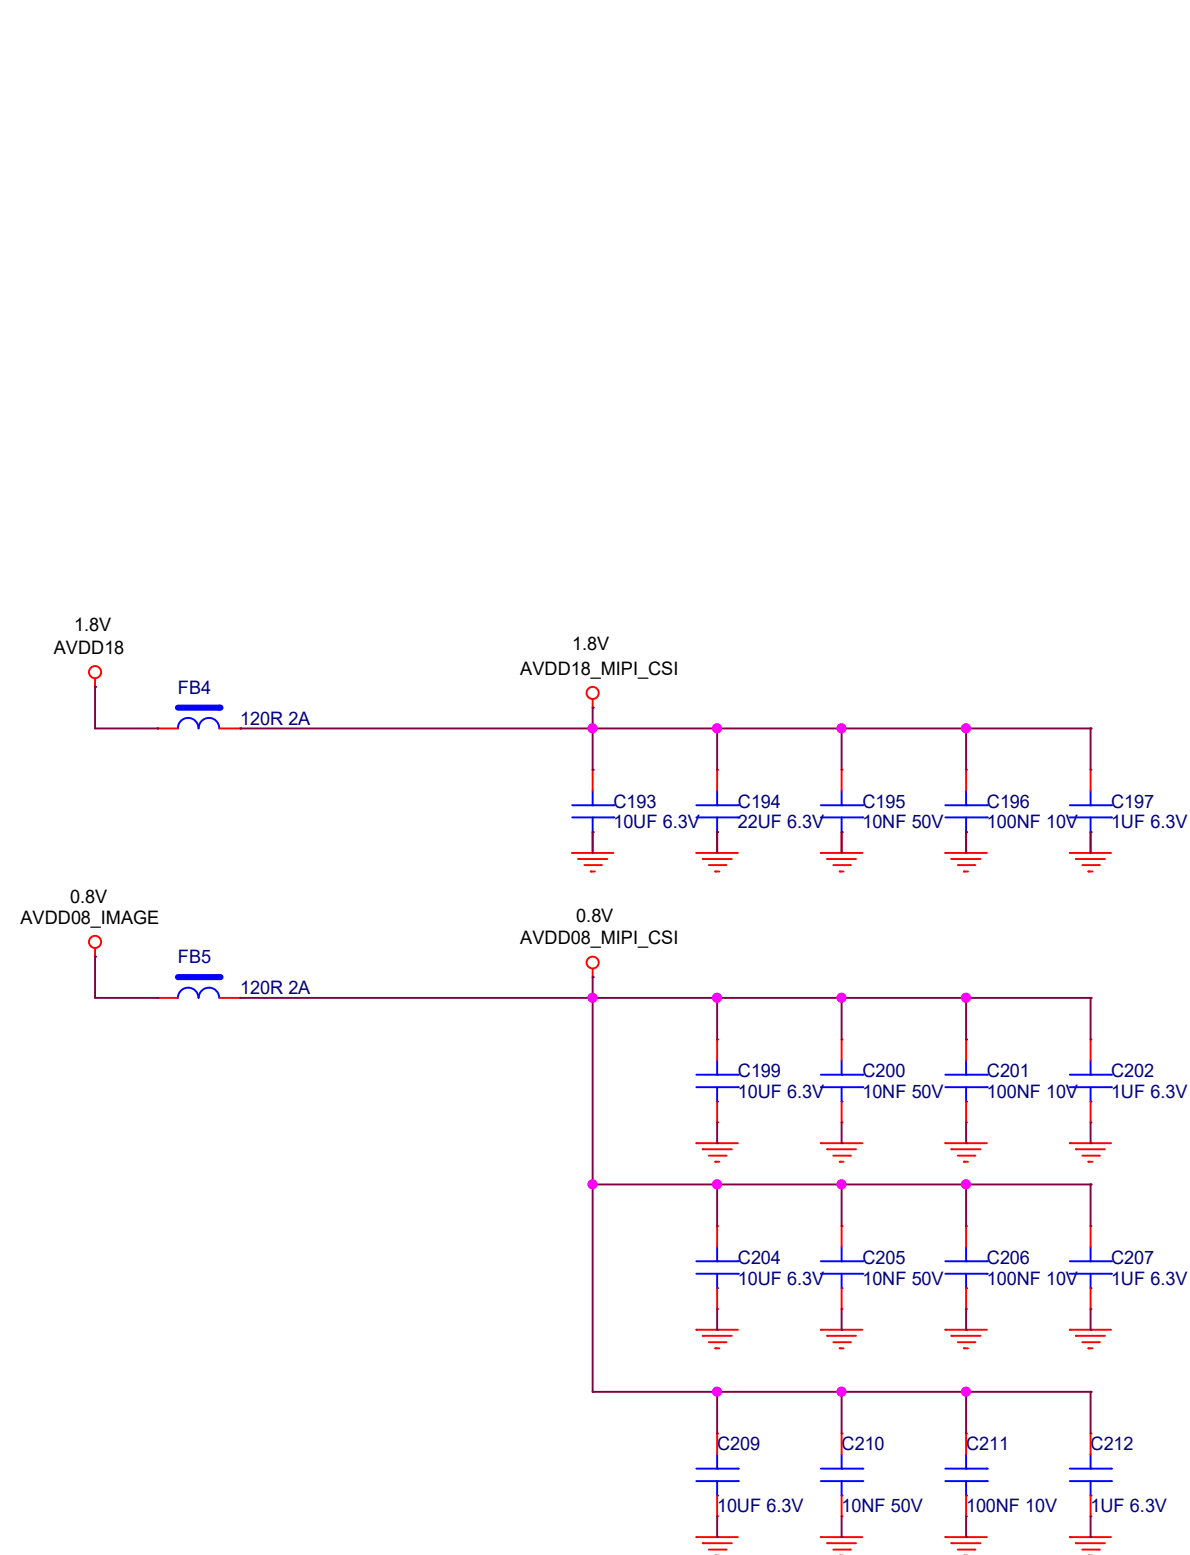 1.8V
AVDD18
FB4
120R 2A
1.8V
AVDD18_MIPI_CSI
C193
10UF 6.3V
C194
22UF 6.3V
C195
10NF 50V
C196
100NF 10V
C197
1UF 6.3V
0.8V
AVDD08_IMAGE
FB5
120R 2A
0.8V
AVDD08_MIPI_CSI
C199
10UF 6.3V
C200
10NF 50V
C201
100NF 10V
C202
1UF 6.3V
C204
10UF 6.3V
C205
10NF 50V
C206
100NF 10V
C207
1UF 6.3V
C209
10UF 6.3V
C210
10NF 50V
C211
100NF 10V
C212
1UF 6.3V